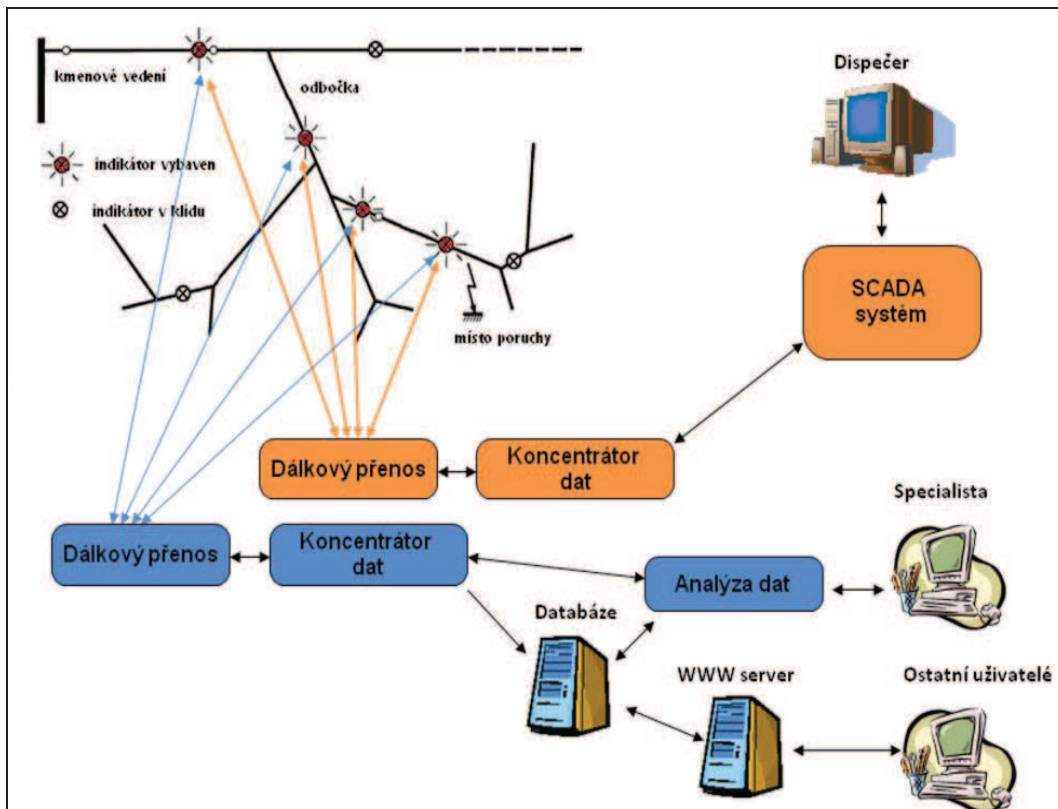 kmenové vedení
odbočka
Dispečer
indikátor vybaven
indikátor v klidu
SCADA
systém
místo poruchy
Dálkový přenos
Koncentrátor
dat
Specialista
Dálkový přenos
Koncentrátor
dat
Analýza dat
Databáze
WWW server
Ostatní uživatelé